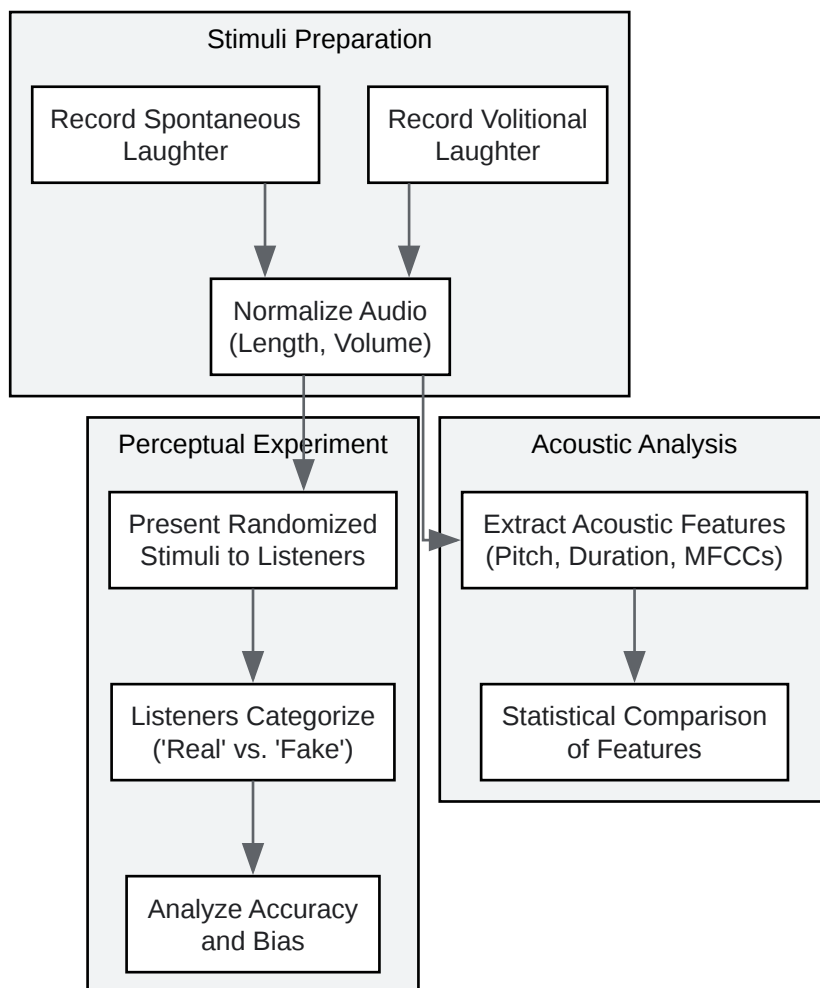 Stimuli Preparation
Record Spontaneous
Laughter
Record Volitional
Laughter
Normalize Audio
(Length, Volume)
Perceptual Experiment
Present Randomized
Stimuli to Listeners
Listeners Categorize
('Real' vs. 'Fake')
Analyze Accuracy
and Bias
Acoustic Analysis
Extract Acoustic Features
(Pitch, Duration, MFCCs)
Statistical Comparison
of Features